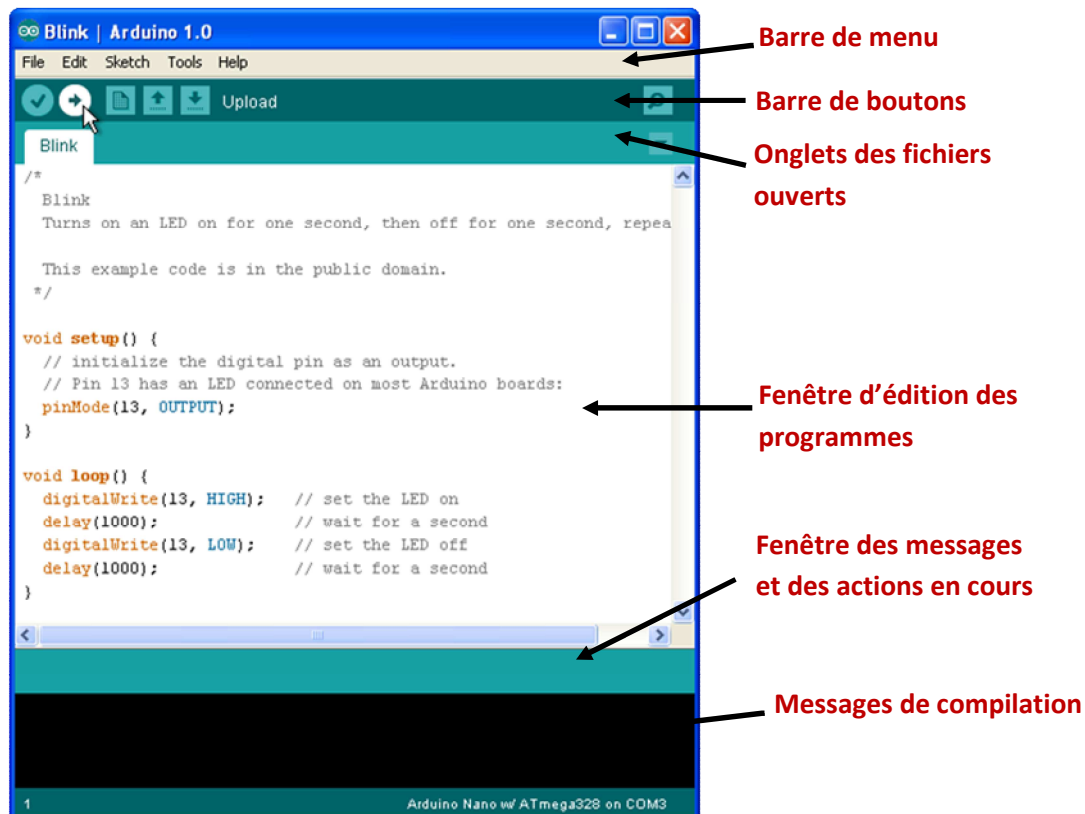 Blink | Arduino 1.0
File Edit Sketch Tools Help
Upload
Blink
/*
  Blink
  Turns on an LED on for one second, then off for one second, repea

  This example code is in the public domain.
 */

void setup() {
  // initialize the digital pin as an output.
  // Pin 13 has an LED connected on most Arduino boards:
  pinMode(13, OUTPUT);
}

void loop() {
  digitalWrite(13, HIGH);   // set the LED on
  delay(1000);              // wait for a second
  digitalWrite(13, LOW);    // set the LED off
  delay(1000);              // wait for a second
}
1
Arduino Nano w/ ATmega328 on COM3
Barre de menu
Barre de boutons
Onglets des fichiers
ouverts
Fenêtre d’édition des
programmes
Fenêtre des messages
et des actions en cours
Messages de compilation